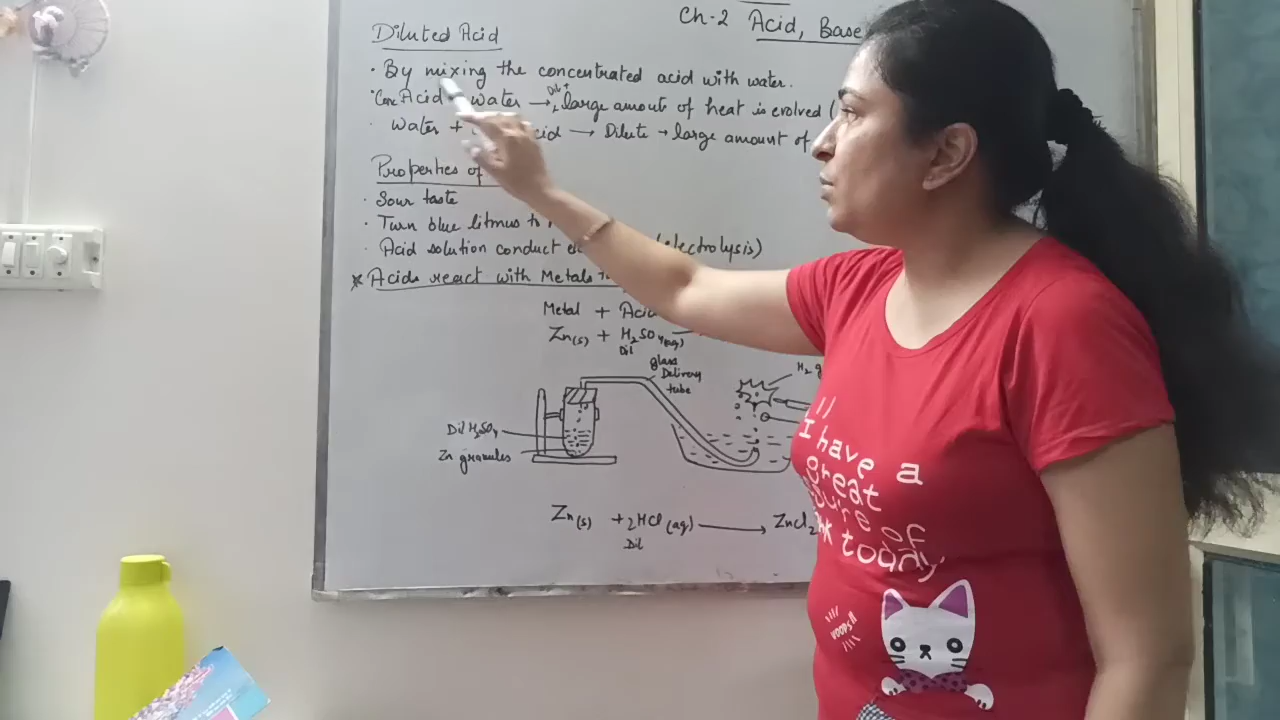 Ch-2 Acid, Base
Diluted Acid
· By mixing the concentrated acid with water.
· Conc Acid + Water → Dil + large amount of heat is evolved (
· Water + acid → Dilute → large amount of
Properties of
· Sour taste
· Turn blue litmus to
· Acid solution conduct (electrolysis)
* Acids react with Metals
Metal + Acid
Zn(s) + H2SO4(aq)
Dil
glass
Delivery
tube
H2
Dil H2SO4
Zn granules
Zn(s) + 2HCl (aq) → ZnCl2
Dil
I have a
great
of
today
WOOPS!!